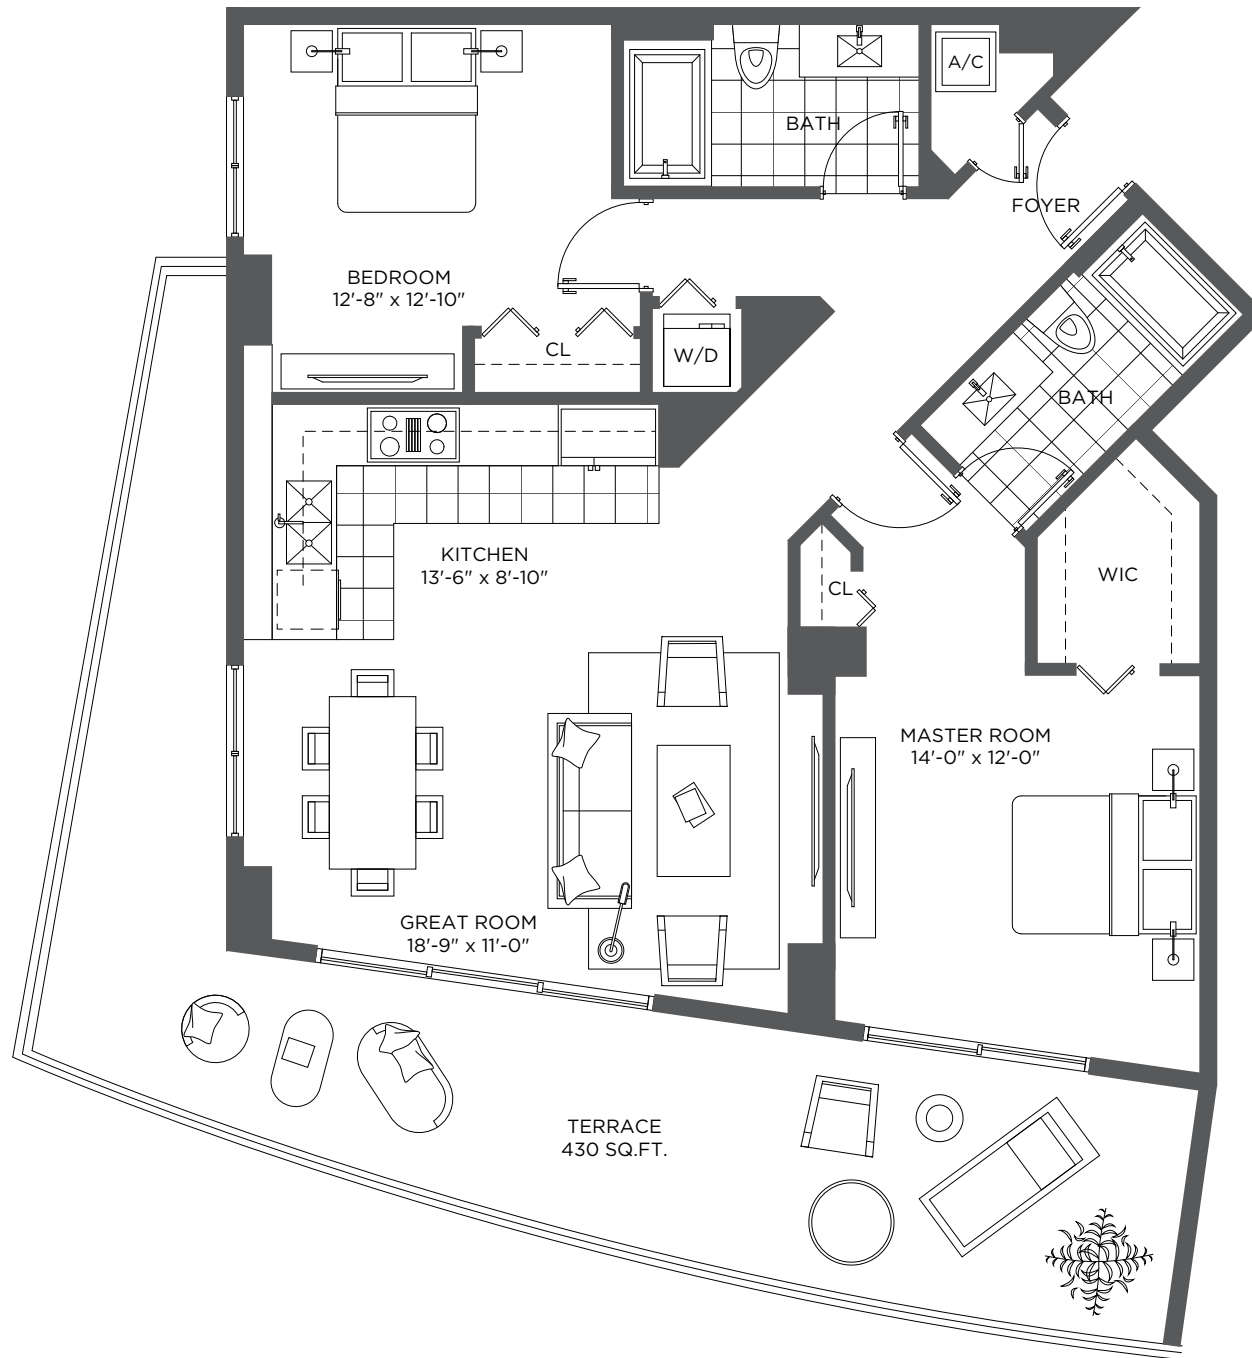 A/C
BATH
FOYER
BEDROOM
12'-8" x 12'-10"
CL
W/D
BATH
KITCHEN
13'-6" x 8'-10"
CL
WIC
MASTER ROOM
14'-0" x 12'-0"
GREAT ROOM
18'-9" x 11'-0"
TERRACE
430 SQ.FT.